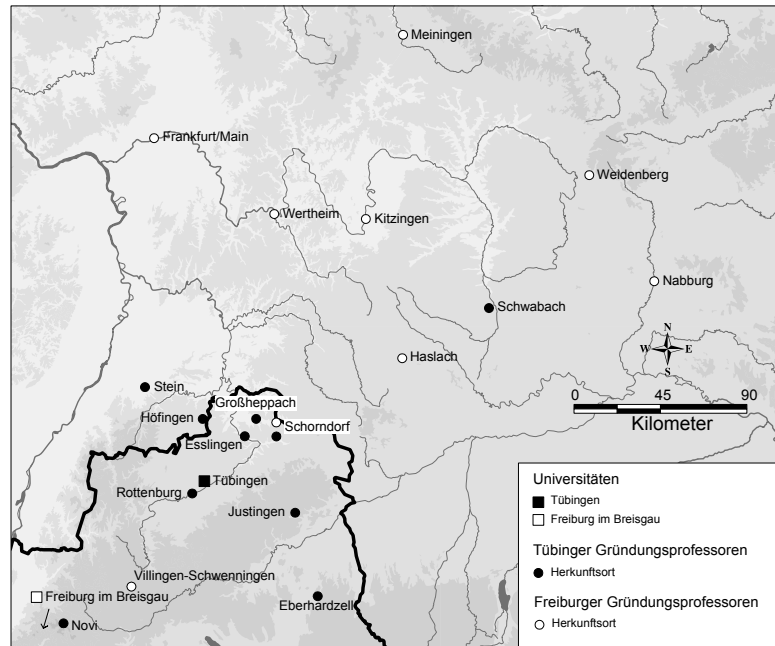 Meiningen
Frankfurt/Main
Weldenberg
Wertheim
Kitzingen
Nabburg
Schwabach
N
W E
S
Haslach
Stein
0 45 90
Kilometer
Großheppach
Höfingen
Schorndorf
Esslingen
Tübingen
Rottenburg
Justingen
Villingen-Schwenningen
Freiburg im Breisgau
Eberhardzell
Novi
Universitäten
Tübingen
Freiburg im Breisgau
Tübinger Gründungsprofessoren
Herkunftsort
Freiburger Gründungsprofessoren
Herkunftsort